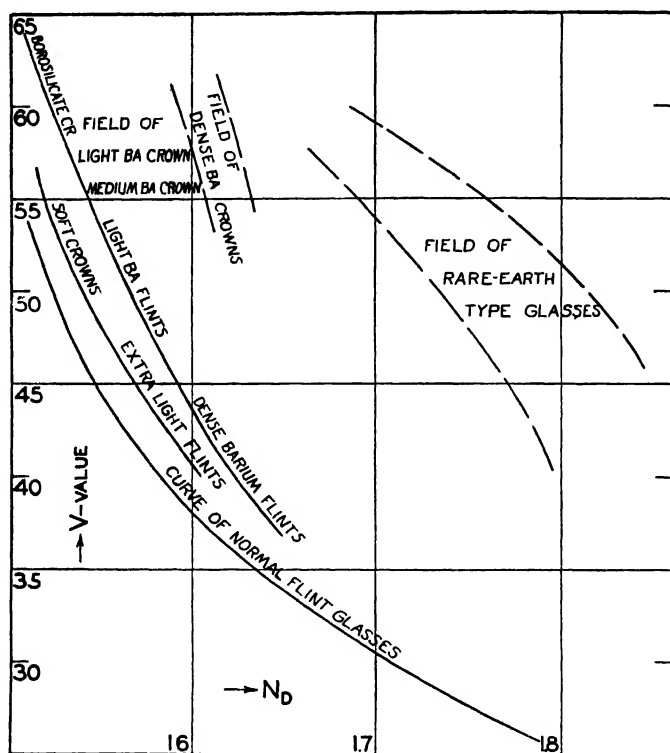 65
60
55
50
45
40
35
30
BOROSILICATE CR
FIELD OF
LIGHT BA CROWN
MEDIUM BA CROWN
FIELD OF
DENSE BA CROWNS
SOFT CROWNS
LIGHT BA FLINTS
FIELD OF
RARE-EARTH
TYPE GLASSES
EXTRA LIGHT FLINTS
DENSE BARIUM FLINTS
CURVE OF NORMAL FLINT GLASSES
→ V-VALUE
→ ND
1.6
1.7
1.8